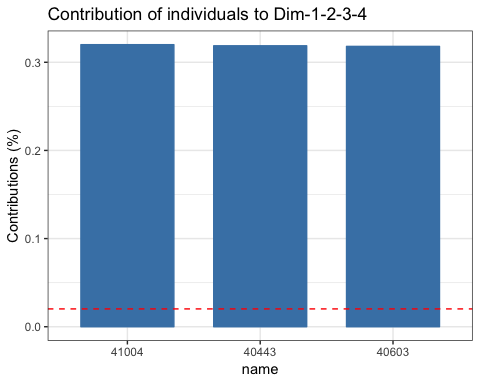 Contribution of individuals to Dim-1-2-3-4
Contributions (%)
0.3
0.2
0.1
0.0
41004 40443 40603
name